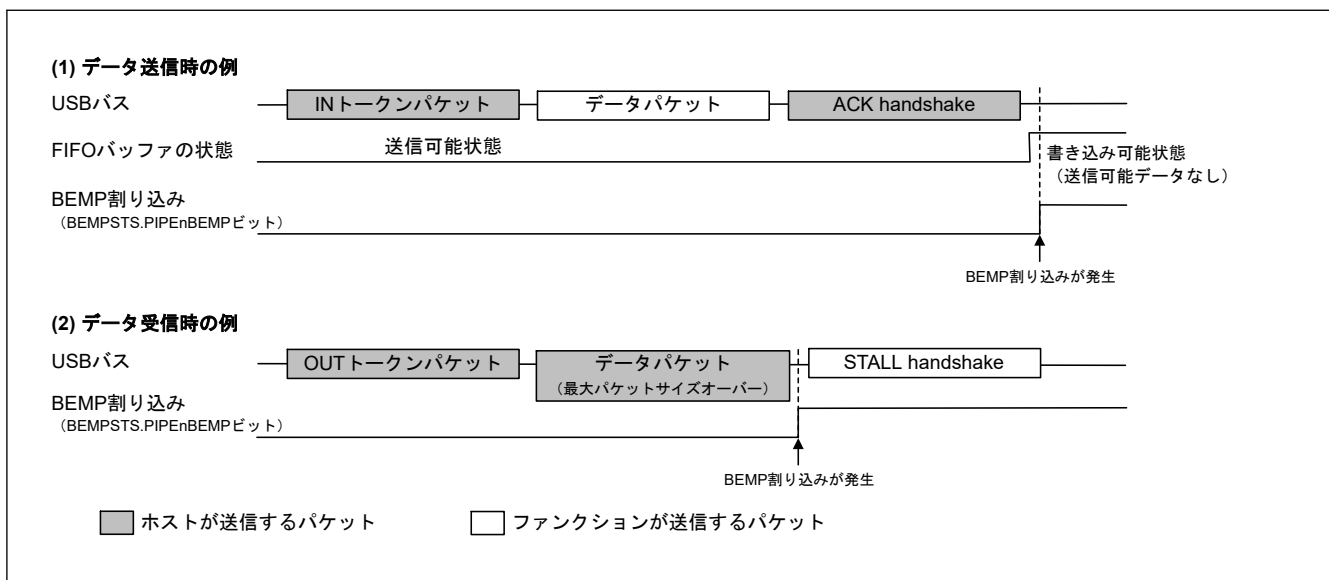 (1) データ送信時の例
USBバス
INトークンパケット
データパケット
ACK handshake
FIFOバッファの状態
送信可能状態
書き込み可能状態
（送信可能データなし）
BEMP割り込み
（BEMPSTS.PIPEnBEMPビット）
BEMP割り込みが発生
(2) データ受信時の例
USBバス
OUTトークンパケット
データパケット
（最大パケットサイズオーバー）
STALL handshake
BEMP割り込み
（BEMPSTS.PIPEnBEMPビット）
BEMP割り込みが発生
ホストが送信するパケット
ファンクションが送信するパケット